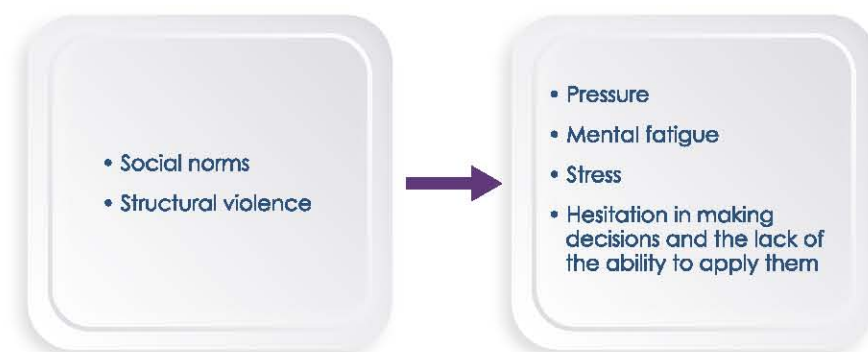 • Social norms
• Structural violence
• Pressure
• Mental fatigue
• Stress
• Hesitation in making
decisions and the lack of
the ability to apply them